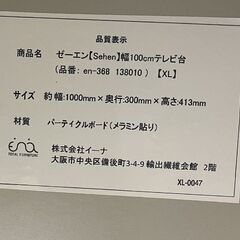 品質表示
商品名 ゼーエン【Sehen】幅100cmテレビ台
(品番: en-368 138010 )【XL】
サイズ 約 幅:1000mm×奥行:300mm×高さ:413mm
材質 パーティクルボード(メラミン貼り)
ena
TOTAL FURNITURE
株式会社イーナ
大阪市中央区備後町3-4-9 輸出繊維会館 2階
XL-0047